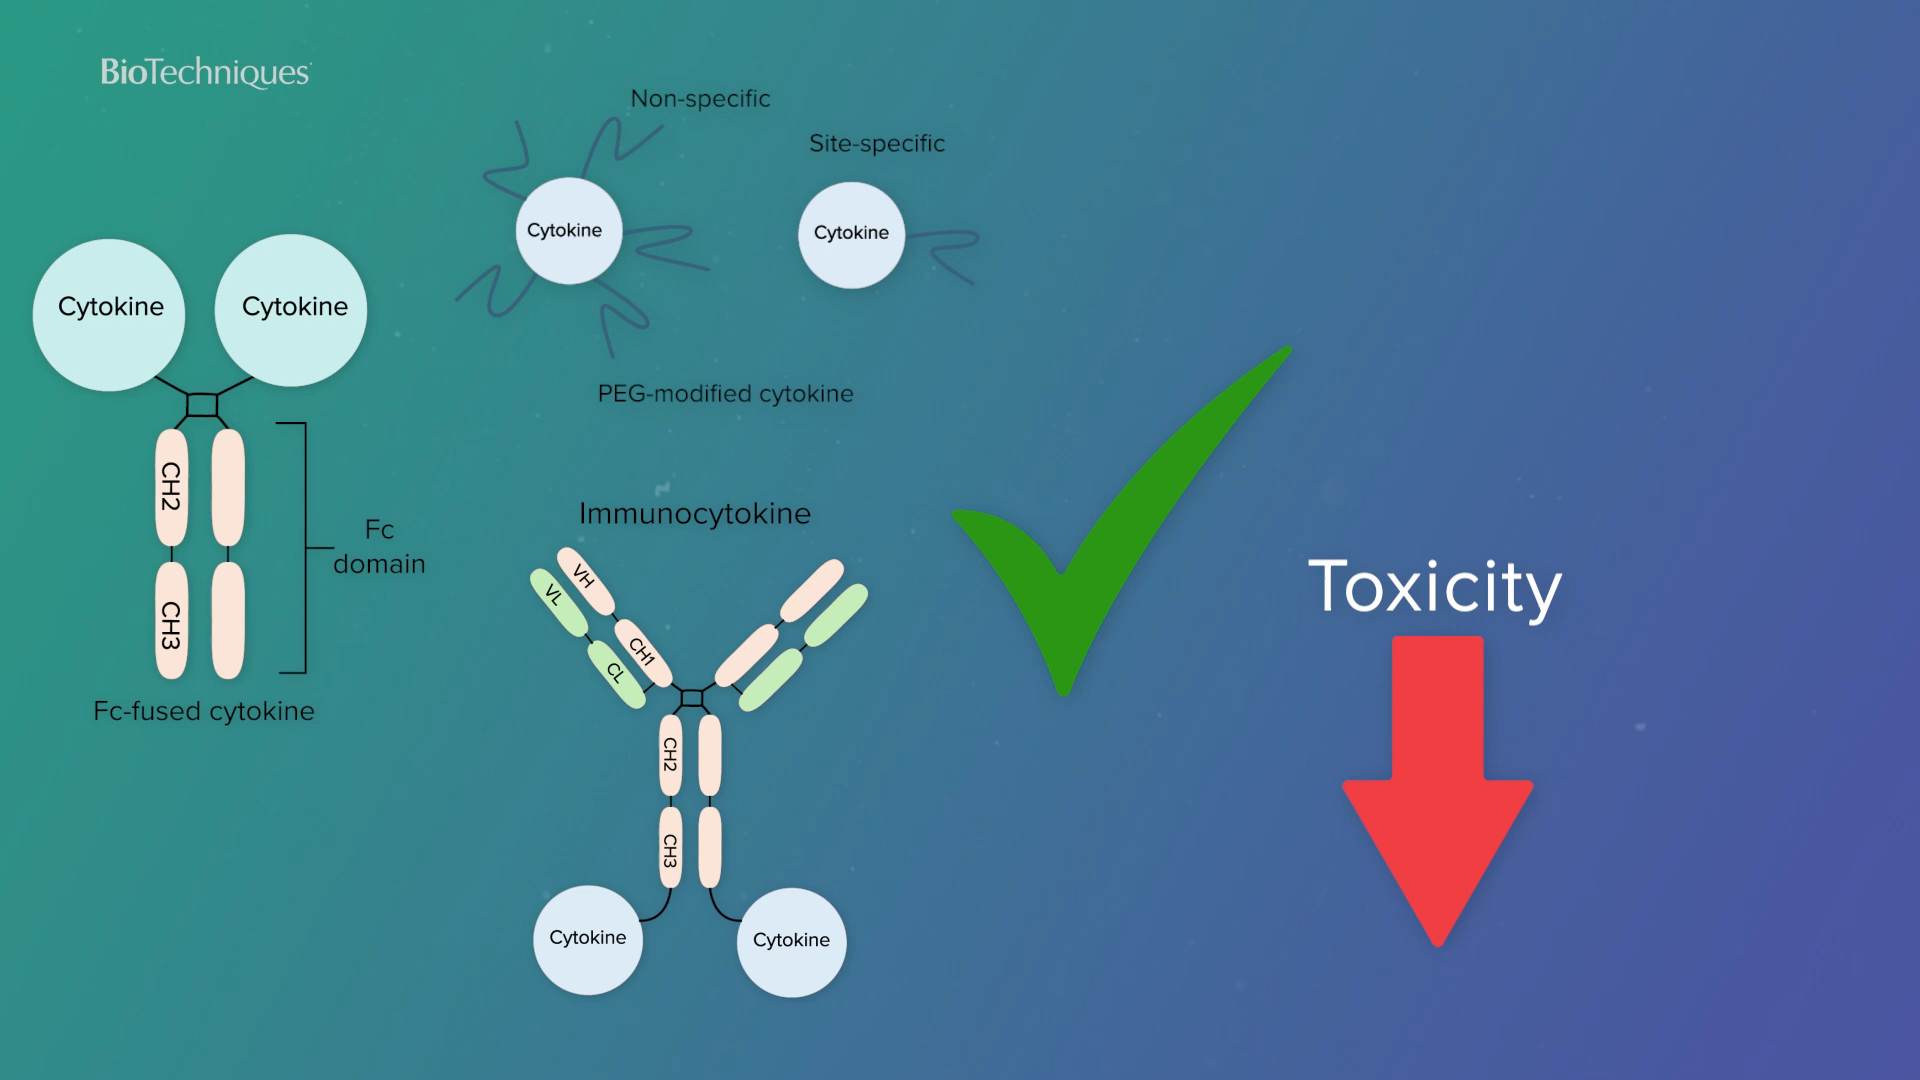 BioTechniques
Non-specific
Site-specific
Cytokine
Cytokine
PEG-modified cytokine
Cytokine
Cytokine
CH2
CH3
Fc
domain
Fc-fused cytokine
Immunocytokine
VH
VL
CH1
CL
CH2
CH3
Cytokine
Cytokine
Toxicity